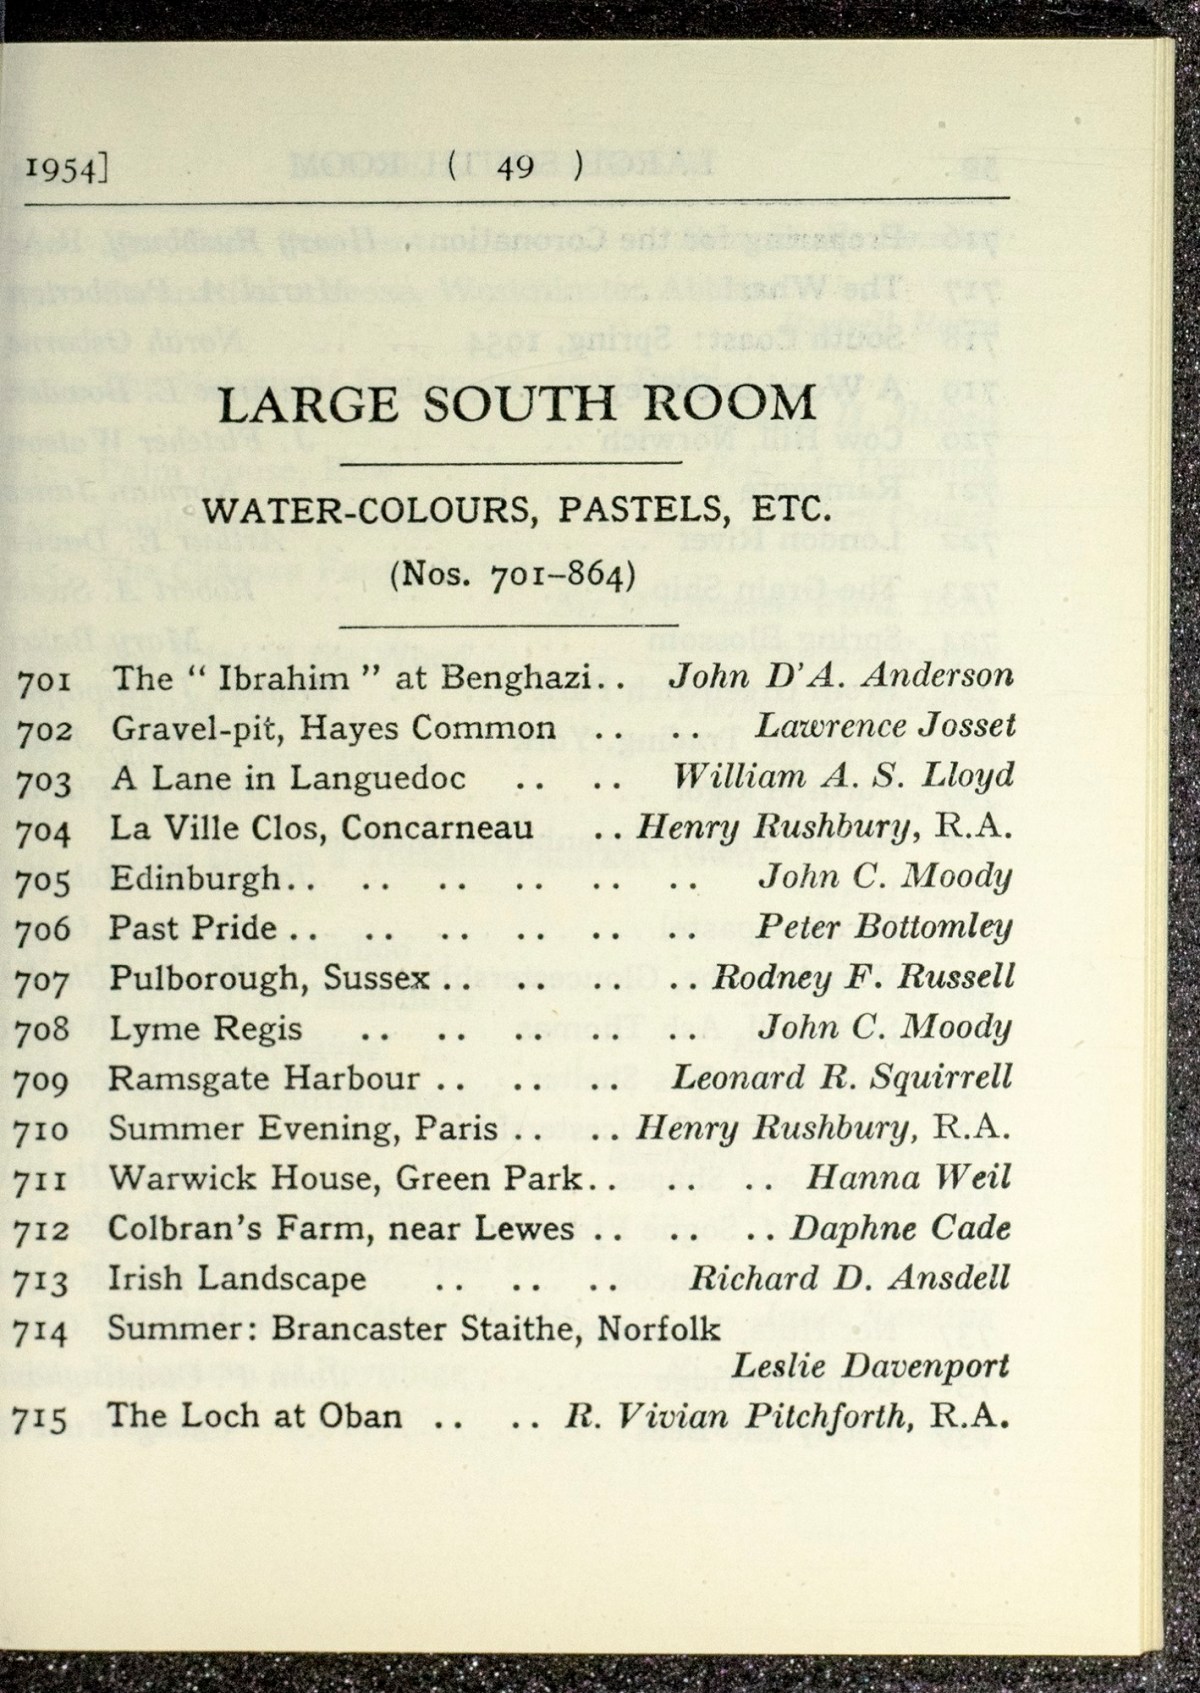 1954] ( 49 )
LARGE SOUTH ROOM
WATER-COLOURS, PASTELS, ETC.
(Nos. 701–864)
701 The “ Ibrahim ” at Benghazi.. John D’A. Anderson
702 Gravel-pit, Hayes Common .. .. Lawrence Josset
703 A Lane in Languedoc .. .. William A. S. Lloyd
704 La Ville Clos, Concarneau .. Henry Rushbury, R.A.
705 Edinburgh.. .. .. .. .. .. John C. Moody
706 Past Pride .. .. .. .. .. .. Peter Bottomley
707 Pulborough, Sussex .. .. .. .. Rodney F. Russell
708 Lyme Regis .. .. .. .. .. John C. Moody
709 Ramsgate Harbour .. .. .. Leonard R. Squirrell
710 Summer Evening, Paris .. .. Henry Rushbury, R.A.
711 Warwick House, Green Park.. .. .. Hanna Weil
712 Colbran’s Farm, near Lewes .. .. .. Daphne Cade
713 Irish Landscape .. .. .. Richard D. Ansdell
714 Summer: Brancaster Staithe, Norfolk
Leslie Davenport
715 The Loch at Oban .. .. R. Vivian Pitchforth, R.A.